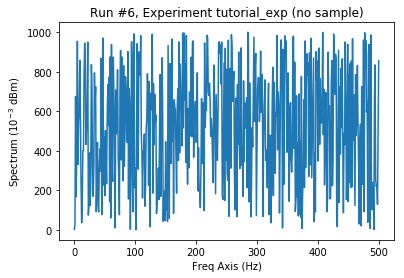 Run #6, Experiment tutorial_exp (no sample)
1000
800
600
400
200
0
Spectrum (10⁻³ dBm)
0 100 200 300 400 500
Freq Axis (Hz)